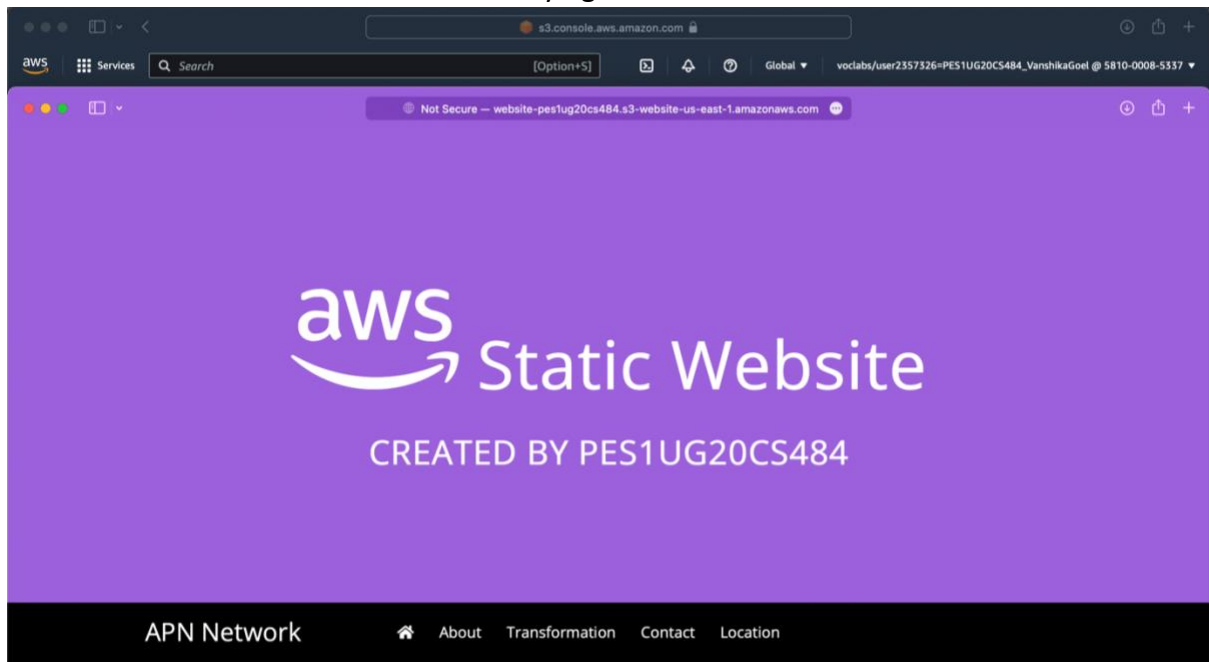 s3.console.aws.amazon.com
aws Services Search [Option+S] Global voclabs/user2357326=PES1UG20CS484_VanshikaGoel @ 5810-0008-5337
Not Secure — website-pes1ug20cs484.s3-website-us-east-1.amazonaws.com
aws
Static Website
CREATED BY PES1UG20CS484
APN Network About Transformation Contact Location